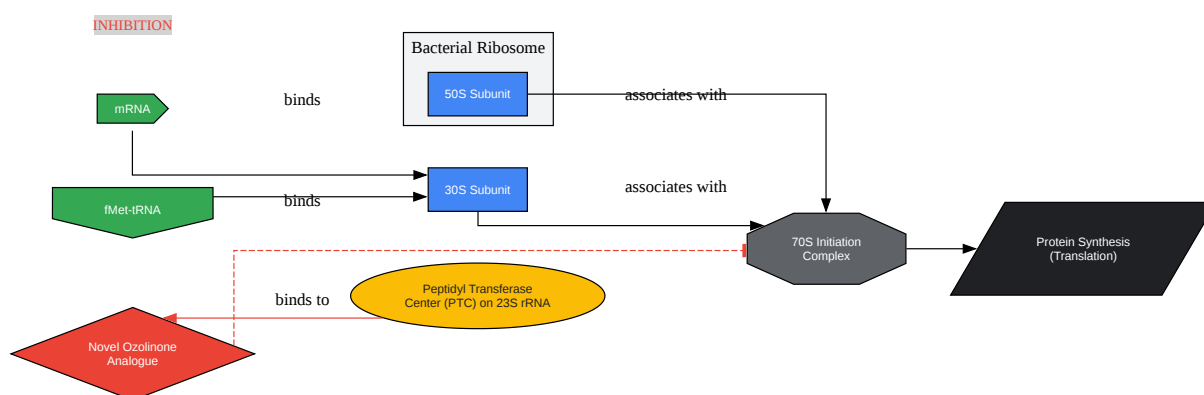 INHIBITION
Bacterial Ribosome
50S Subunit
associates with
mRNA
binds
30S Subunit
associates with
fMet-tRNA
binds
70S Initiation
Complex
Protein Synthesis
(Translation)
Peptidyl Transferase
Center (PTC) on 23S rRNA
binds to
Novel Ozolinone
Analogue